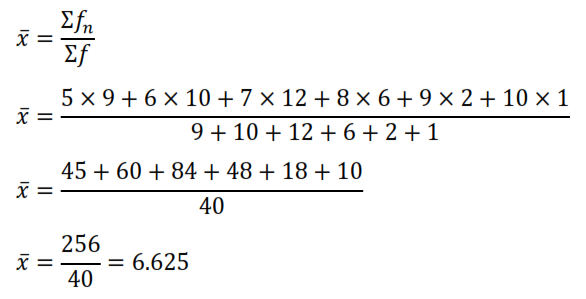 x̄ = Σfₙ / Σf
x̄ = 5 × 9 + 6 × 10 + 7 × 12 + 8 × 6 + 9 × 2 + 10 × 1 / 9 + 10 + 12 + 6 + 2 + 1
x̄ = 45 + 60 + 84 + 48 + 18 + 10 / 40
x̄ = 256 / 40 = 6.625